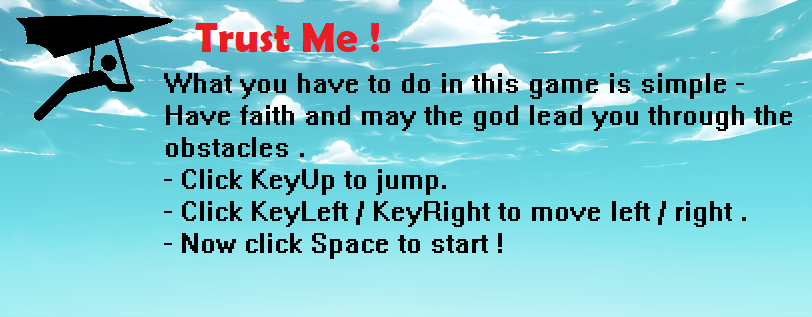 Trust Me !
What you have to do in this game is simple -
Have faith and may the god lead you through the
obstacles .
- Click KeyUp to jump.
- Click KeyLeft / KeyRight to move left / right .
- Now click Space to start !